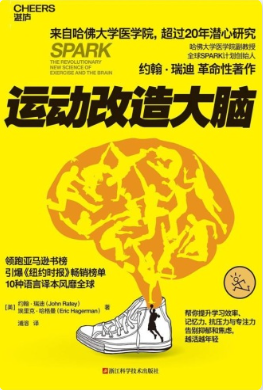 CHEERS
湛庐
来自哈佛大学医学院，超过20年潜心研究
SPARK
THE REVOLUTIONARY
NEW SCIENCE OF
EXERCISE AND THE BRAIN
哈佛大学医学院副教授
全球SPARK计划创始人
约翰·瑞迪 革命性著作
运动改造大脑
领跑亚马逊书榜
引爆《纽约时报》畅销榜单
10种语言译本风靡全球
[美] 约翰·瑞迪（John Ratey）
埃里克·哈格曼（Eric Hagerman） 著
浦溶 译
帮你提升学习效率、
记忆力、抗压力与专注力
告别抑郁和焦虑，
越活越年轻
浙江科学技术出版社